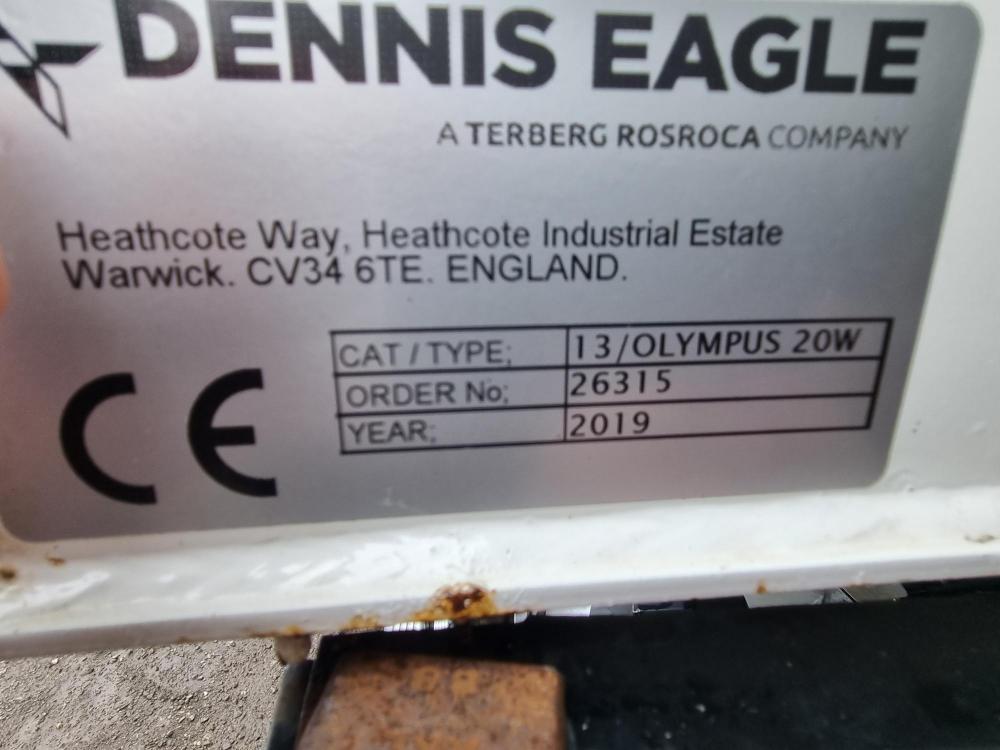 DENNIS EAGLE
A TERBERG ROSROCA COMPANY
Heathcote Way, Heathcote Industrial Estate
Warwick. CV34 6TE. ENGLAND.
CAT / TYPE; 13/OLYMPUS 20W
ORDER No; 26315
YEAR; 2019
CE